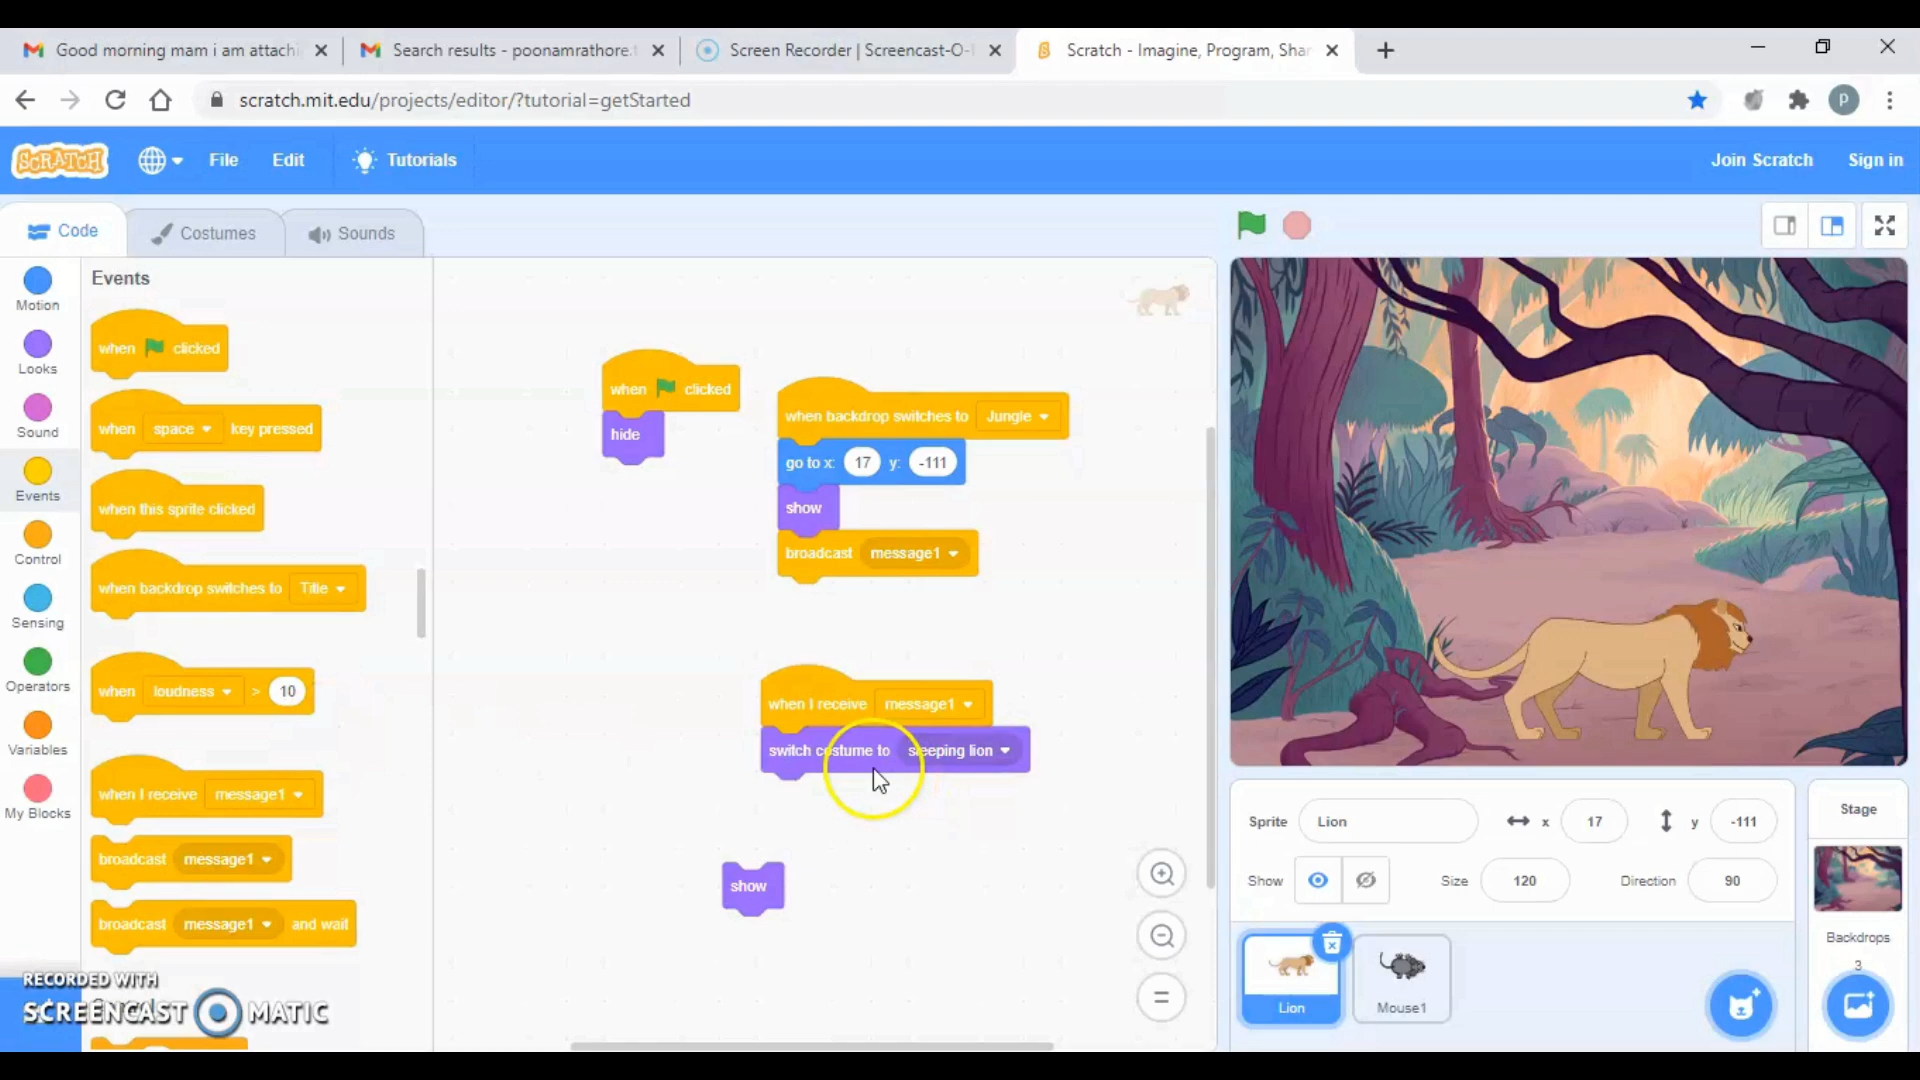 Good morning mam i am attachi
Search results - poonamrathore.t
Screen Recorder | Screencast-O-
Scratch - Imagine, Program, Shar
scratch.mit.edu/projects/editor/?tutorial=getStarted
P
SCRATCH
File
Edit
Tutorials
Join Scratch
Sign in
Code
Costumes
Sounds
Motion
Looks
Sound
Events
Control
Sensing
Operators
Variables
My Blocks
Events
when clicked
when space key pressed
when this sprite clicked
when backdrop switches to Title
when loudness > 10
when I receive message1
broadcast message1
broadcast message1 and wait
when clicked
hide
when backdrop switches to Jungle
go to x: 17 y: -111
show
broadcast message1
when I receive message1
switch costume to sleeping lion
show
Sprite Lion x 17 y -111
Show Size 120 Direction 90
Lion
Mouse1
Stage
Backdrops
3
RECORDED WITH
SCREENCAST MATIC